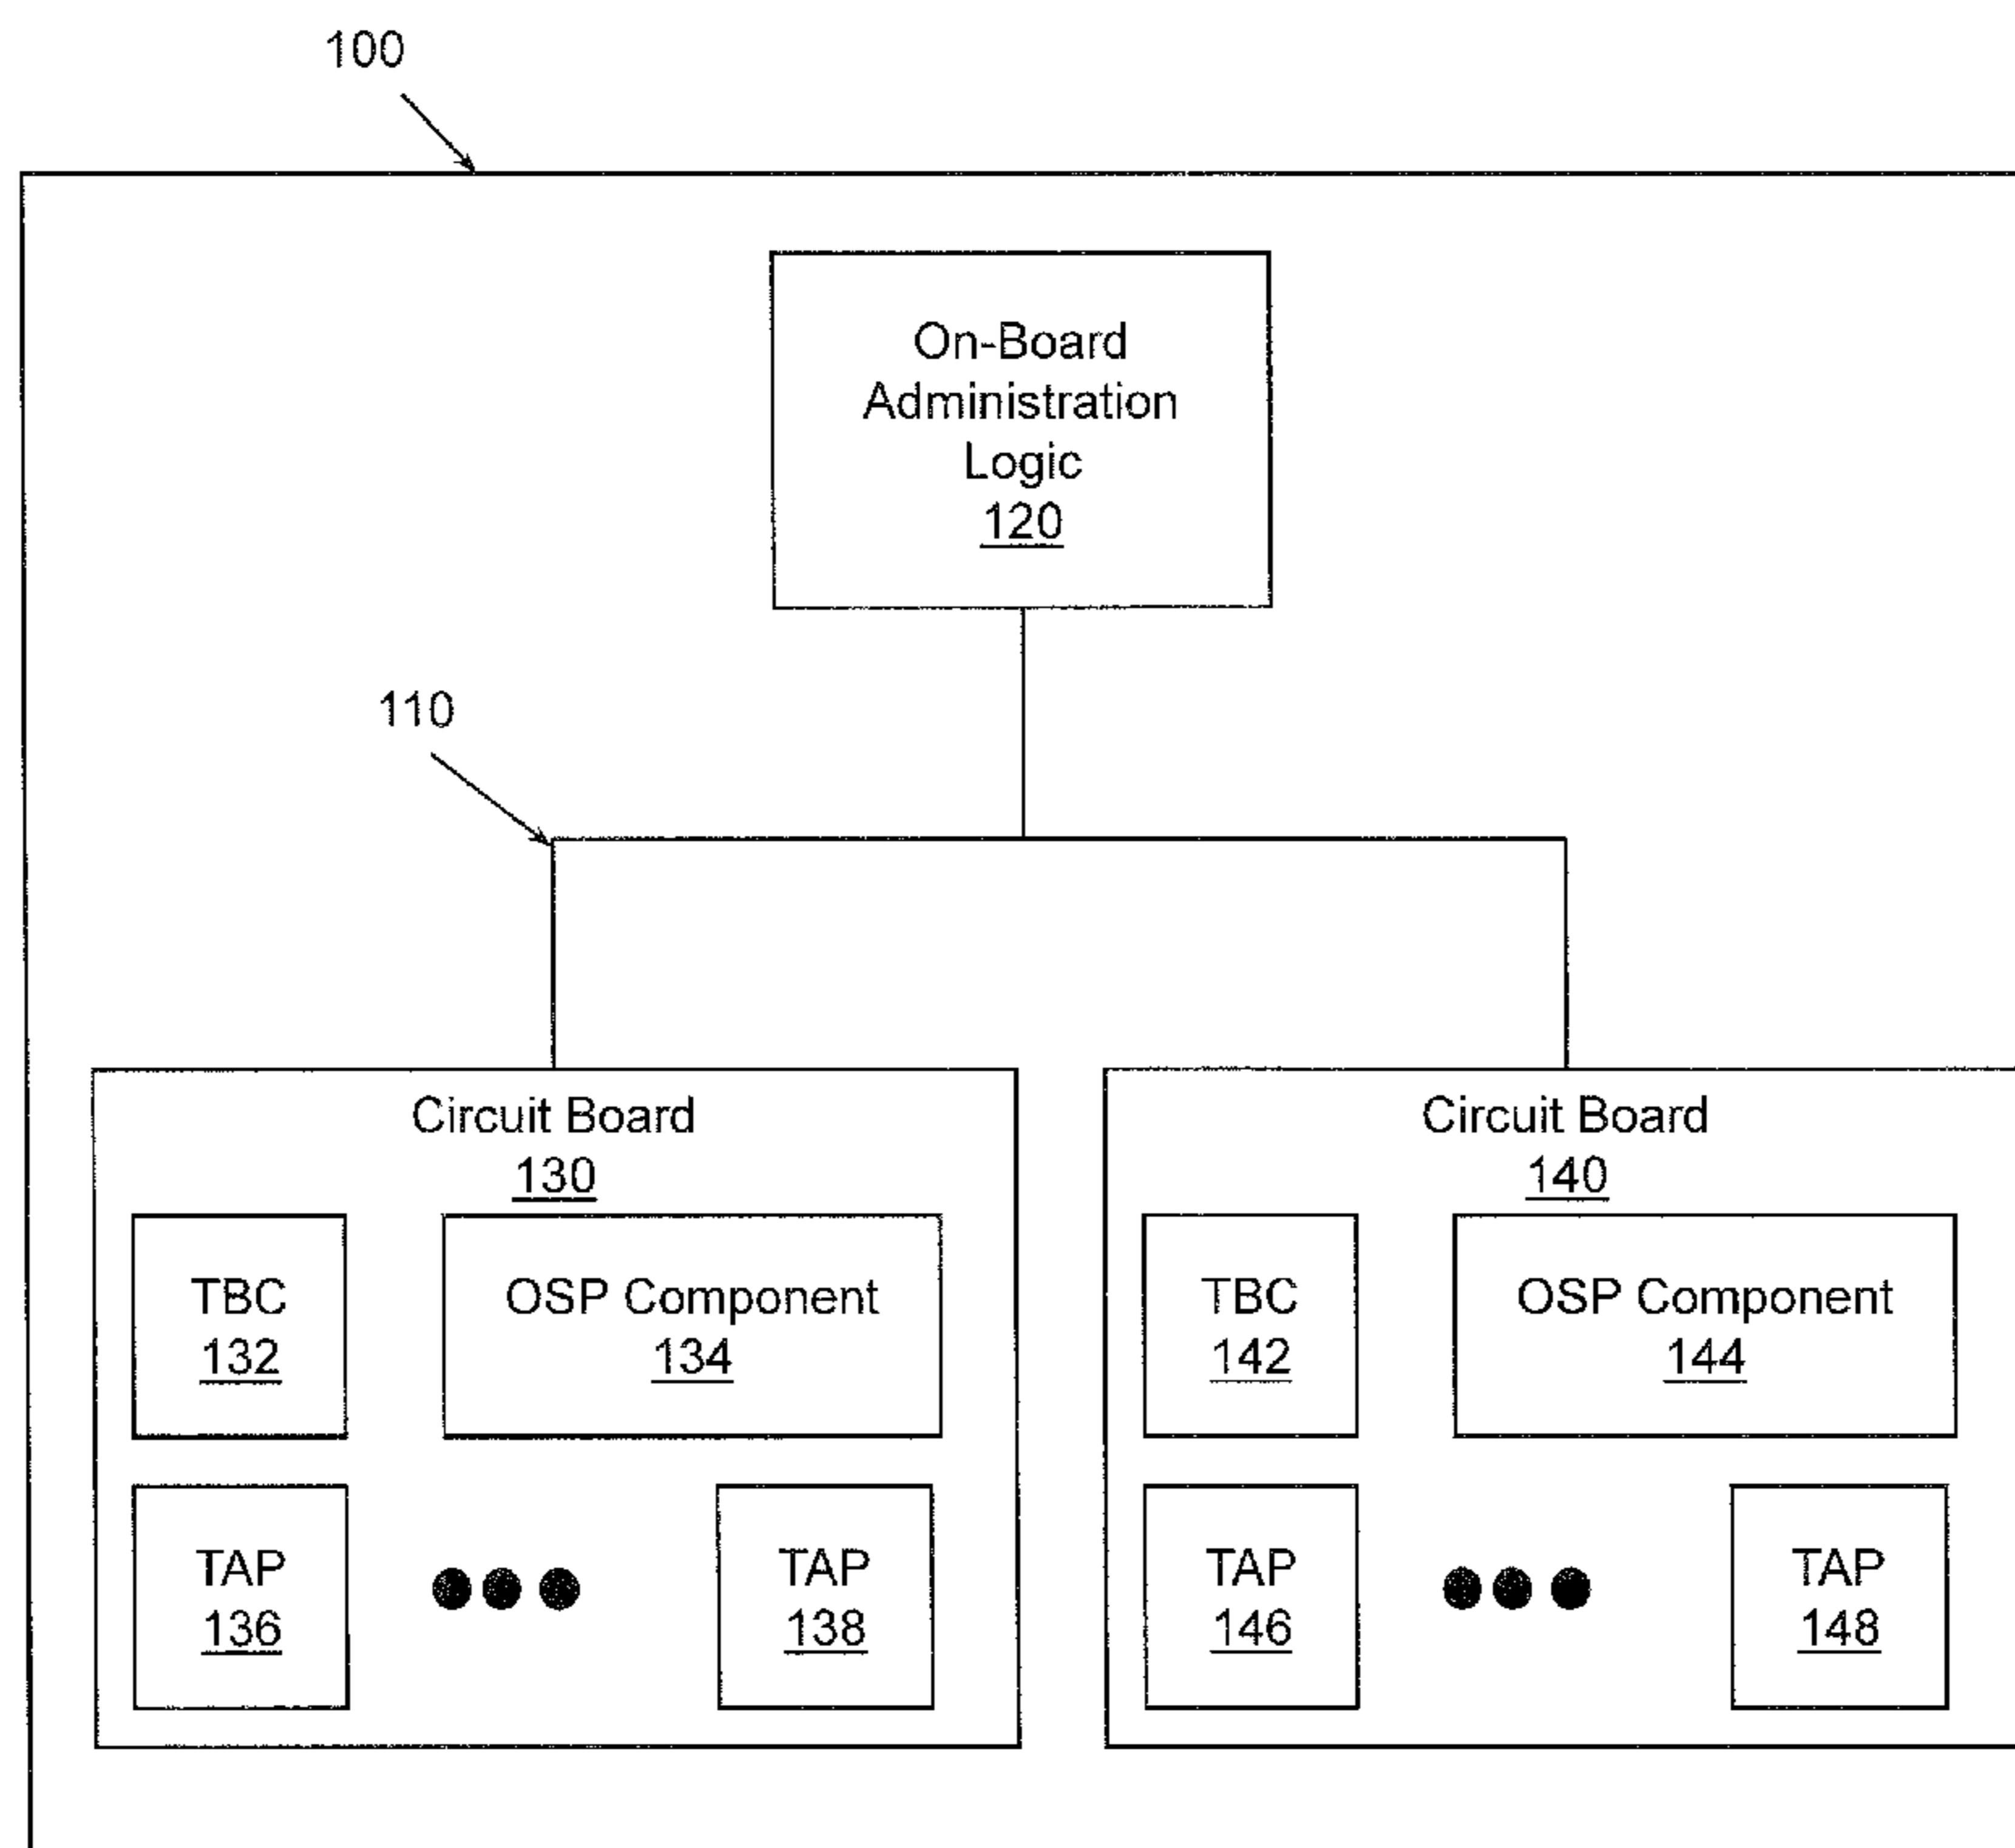 100
On-Board
Administration
Logic
120
110
Circuit Board
130
TBC
132
OSP Component
134
TAP
136
TAP
138
Circuit Board
140
TBC
142
OSP Component
144
TAP
146
TAP
148